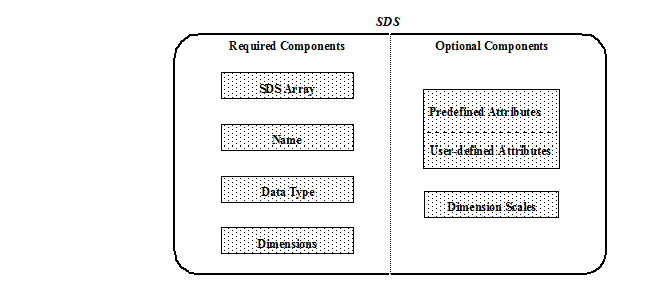 SDS
Required Components
SDS Array
Name
Data Type
Dimensions
Optional Components
Predefined Attributes
User-defined Attributes
Dimension Scales